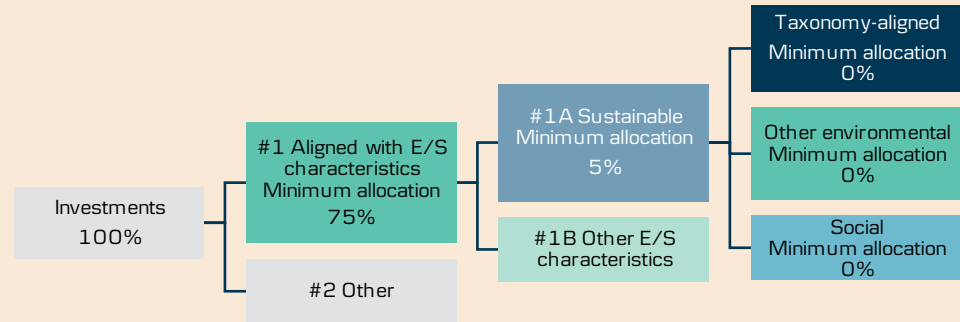 Investments
100%
#1 Aligned with E/S
characteristics
Minimum allocation
75%
#2 Other
#1A Sustainable
Minimum allocation
5%
#1B Other E/S
characteristics
Taxonomy-aligned
Minimum allocation
0%
Other environmental
Minimum allocation
0%
Social
Minimum allocation
0%